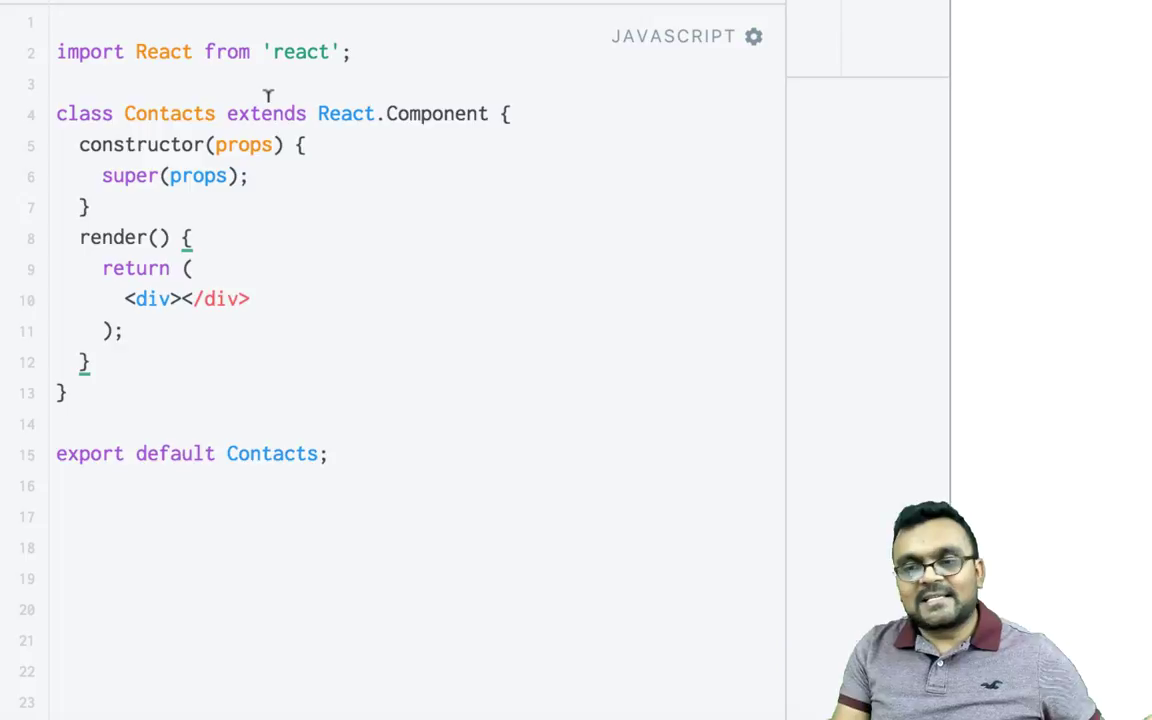 JAVASCRIPT
1
2 import React from 'react';
3
4 class Contacts extends React.Component {
5 constructor(props) {
6 super(props);
7 }
8 render() {
9 return (
10 <div></div>
11 );
12 }
13 }
14
15 export default Contacts;
16
17
18
19
20
21
22
23